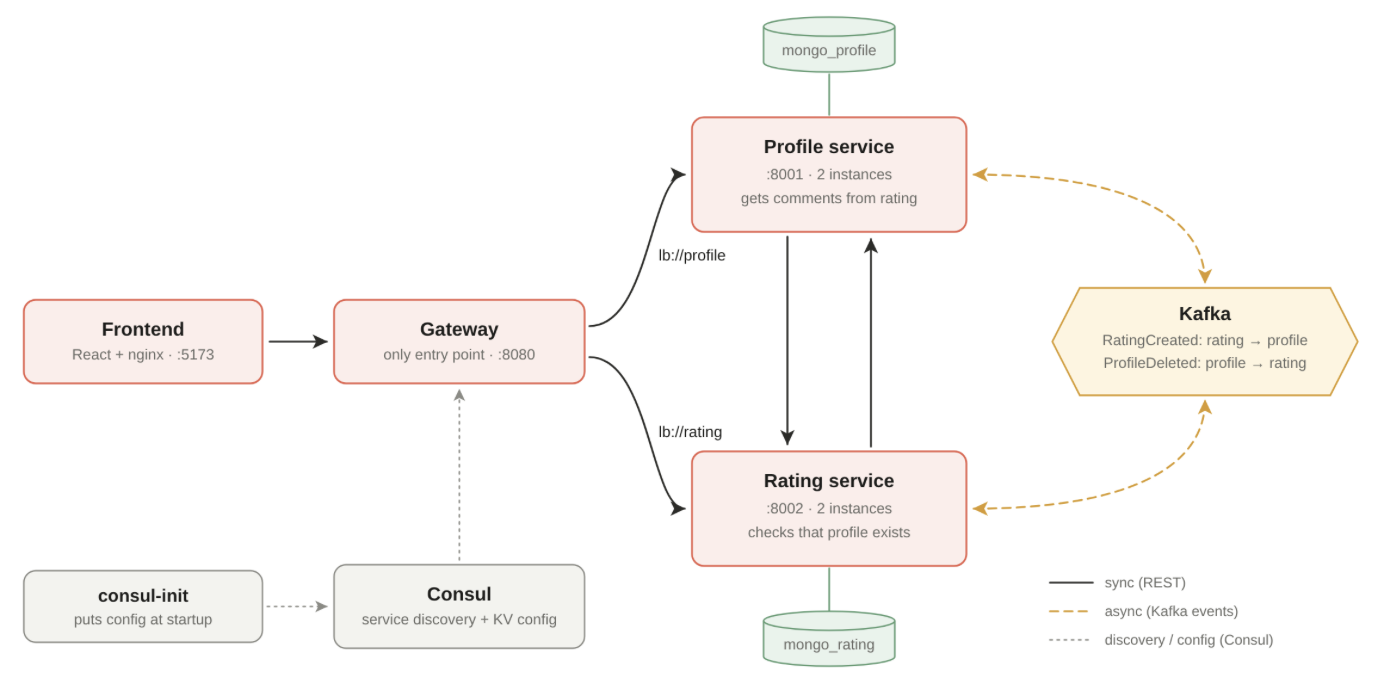 mongo_profile
Profile service
:8001 · 2 instances
gets comments from rating
lb://profile
Frontend
React + nginx · :5173
Gateway
only entry point · :8080
Kafka
RatingCreated: rating → profile
ProfileDeleted: profile → rating
lb://rating
Rating service
:8002 · 2 instances
checks that profile exists
consul-init
puts config at startup
Consul
service discovery + KV config
mongo_rating
sync (REST)
async (Kafka events)
discovery / config (Consul)